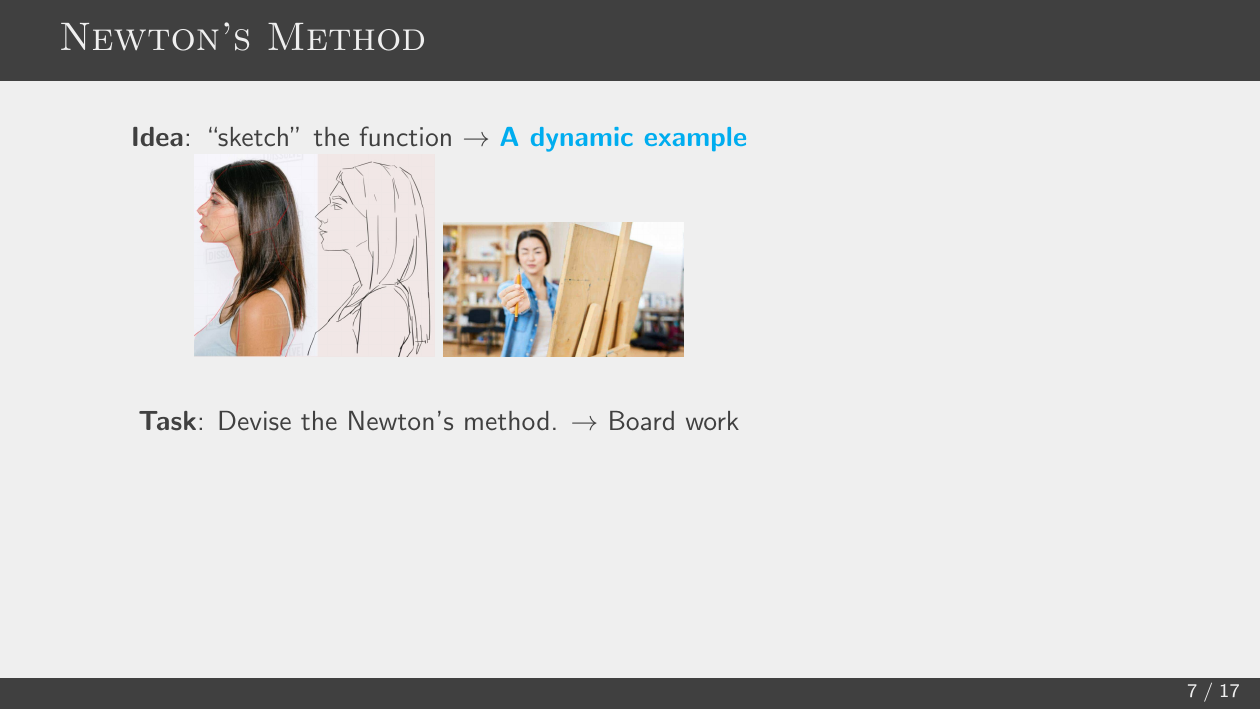 Newton's Method
Idea: “sketch” the function → A dynamic example
Task: Devise the Newton's method. → Board work
7 / 17